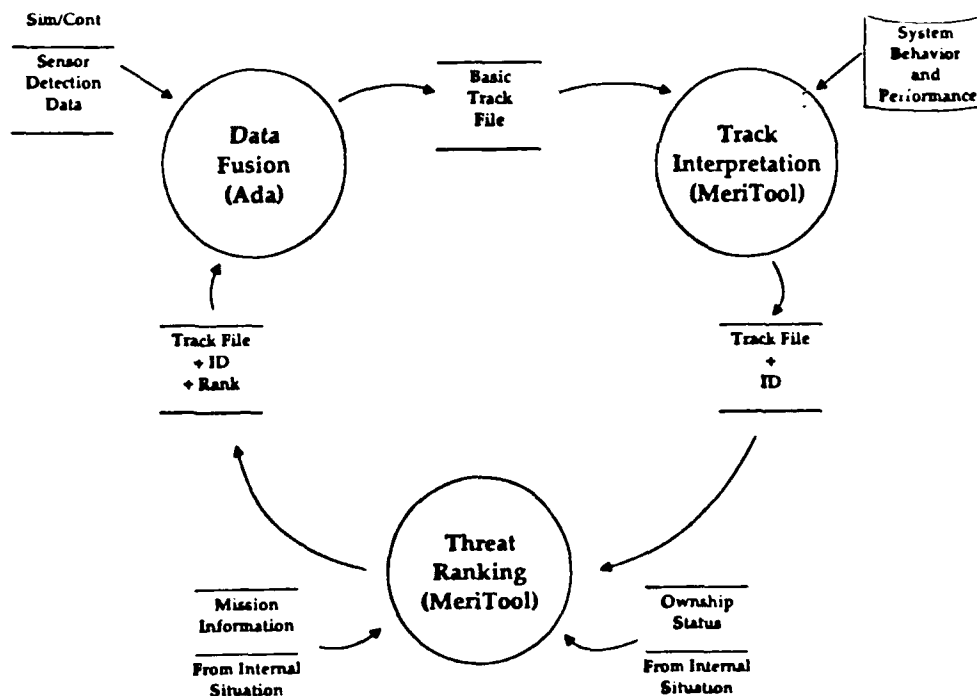 Sim/Cont
Sensor
Detection
Data
Data
Fusion
(Ada)
Basic
Track
File
Track
Interpretation
(MeriTool)
System
Behavior
and
Performance
Track File
+ ID
+ Rank
Track File
+
ID
Threat
Ranking
(MeriTool)
Mission
Information
From Internal
Situation
Ownship
Status
From Internal
Situation